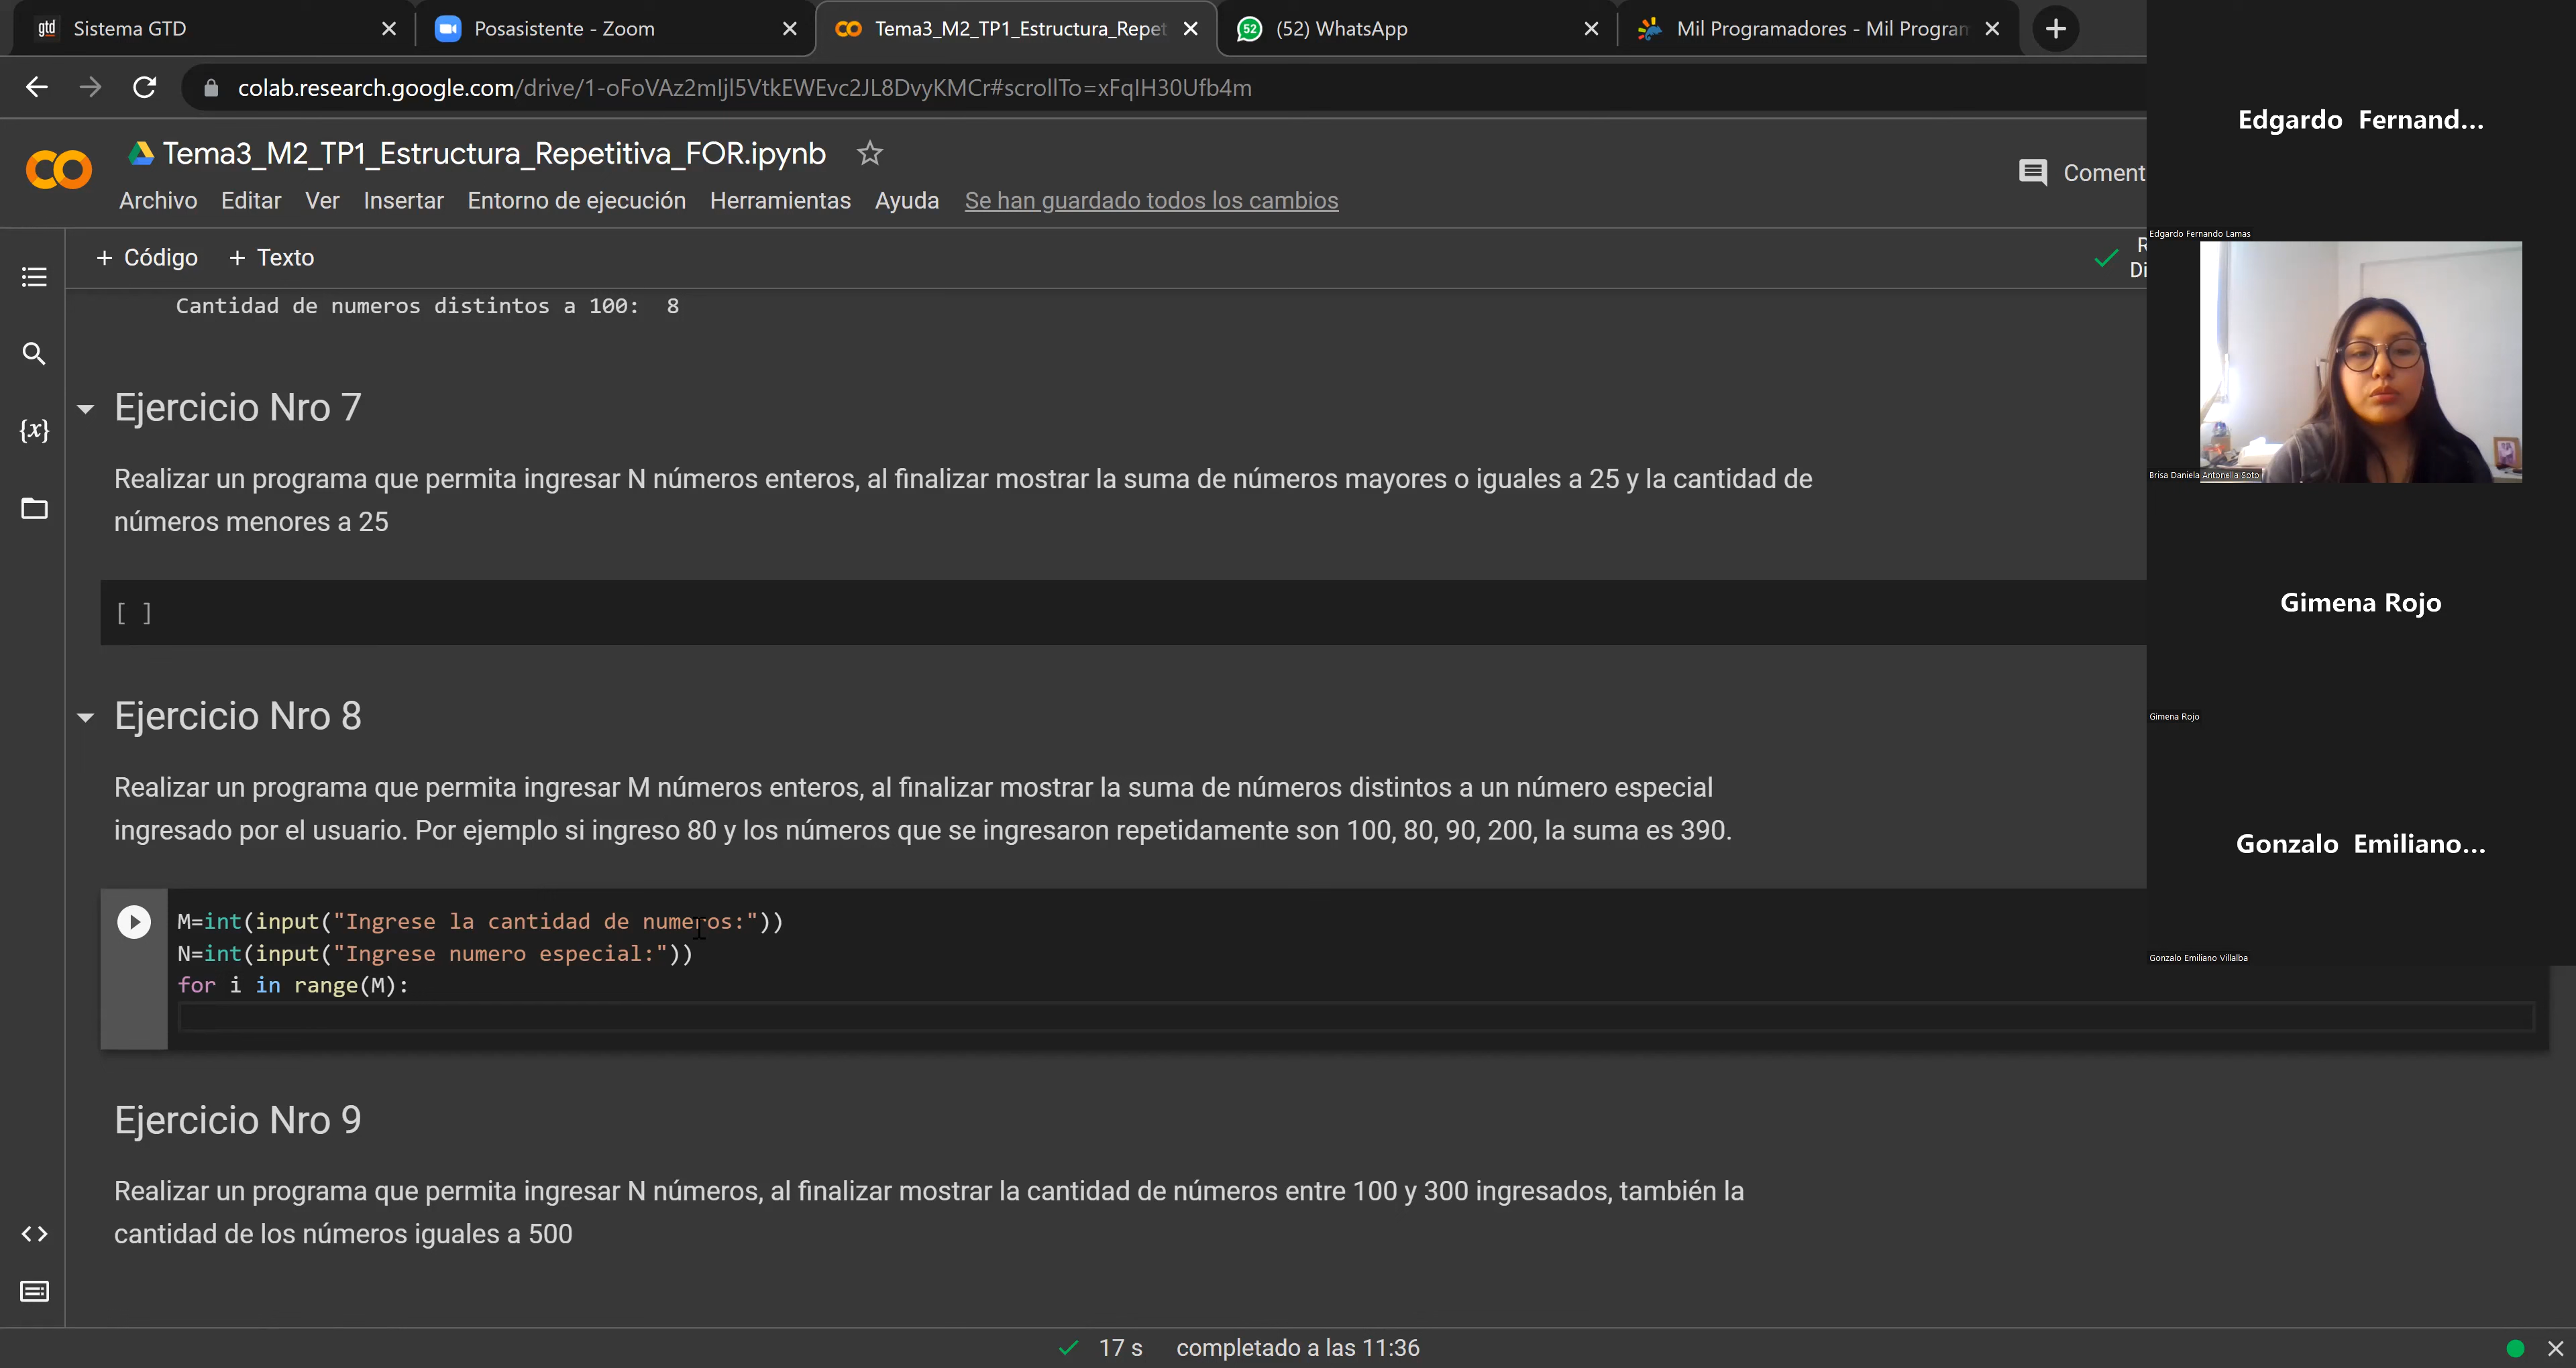 gtd Sistema GTD
Posasistente - Zoom
Tema3_M2_TP1_Estructura_Repet
52 (52) WhatsApp
Mil Programadores - Mil Program
colab.research.google.com/drive/1-oFoVAz2mIjl5VtkEWEvc2JL8DvyKMCr#scrollTo=xFqIH30Ufb4m
Tema3_M2_TP1_Estructura_Repetitiva_FOR.ipynb
Coment
Archivo Editar Ver Insertar Entorno de ejecución Herramientas Ayuda Se han guardado todos los cambios
+ Código + Texto
R
Di
Cantidad de numeros distintos a 100: 8
Ejercicio Nro 7
Realizar un programa que permita ingresar N números enteros, al finalizar mostrar la suma de números mayores o iguales a 25 y la cantidad de
números menores a 25
[ ]
Ejercicio Nro 8
Realizar un programa que permita ingresar M números enteros, al finalizar mostrar la suma de números distintos a un número especial
ingresado por el usuario. Por ejemplo si ingreso 80 y los números que se ingresaron repetidamente son 100, 80, 90, 200, la suma es 390.
M=int(input("Ingrese la cantidad de numeros:"))
N=int(input("Ingrese numero especial:"))
for i in range(M):
Ejercicio Nro 9
Realizar un programa que permita ingresar N números, al finalizar mostrar la cantidad de números entre 100 y 300 ingresados, también la
cantidad de los números iguales a 500
17 s completado a las 11:36
{x}
Edgardo Fernand...
Edgardo Fernando Lamas
Brisa Daniela Antonella Soto
Gimena Rojo
Gimena Rojo
Gonzalo Emiliano...
Gonzalo Emiliano Villalba